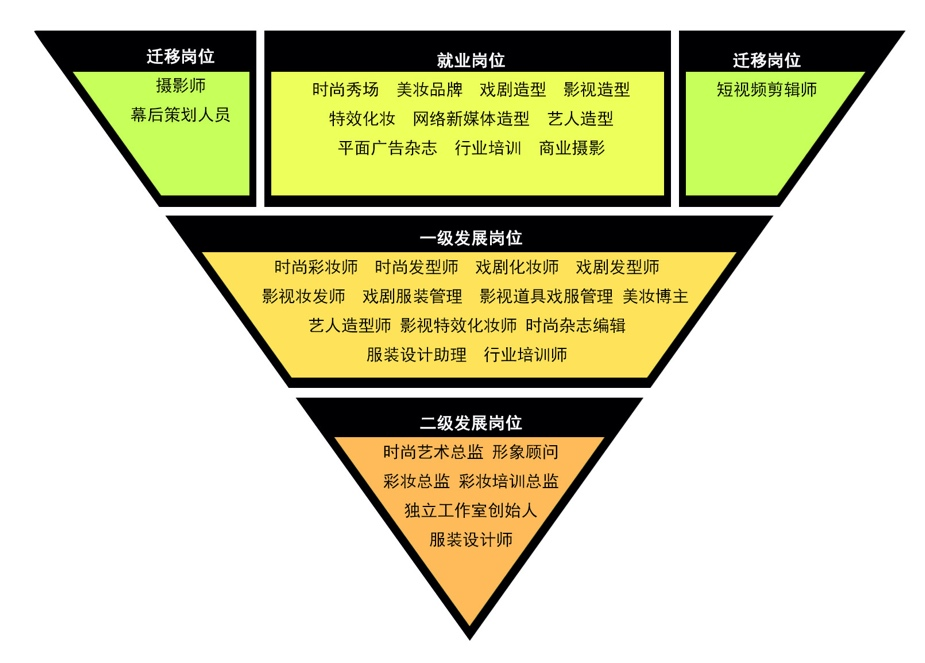 迁移岗位
摄影师
幕后策划人员
就业岗位
时尚秀场 美妆品牌 戏剧造型 影视造型
特效化妆 网络新媒体造型 艺人造型
平面广告杂志 行业培训 商业摄影
迁移岗位
短视频剪辑师
一级发展岗位
时尚彩妆师 时尚发型师 戏剧化妆师 戏剧发型师
影视妆发师 戏剧服装管理 影视道具戏服管理 美妆博主
艺人造型师 影视特效化妆师 时尚杂志编辑
服装设计助理 行业培训师
二级发展岗位
时尚艺术总监 形象顾问
彩妆总监 彩妆培训总监
独立工作室创始人
服装设计师